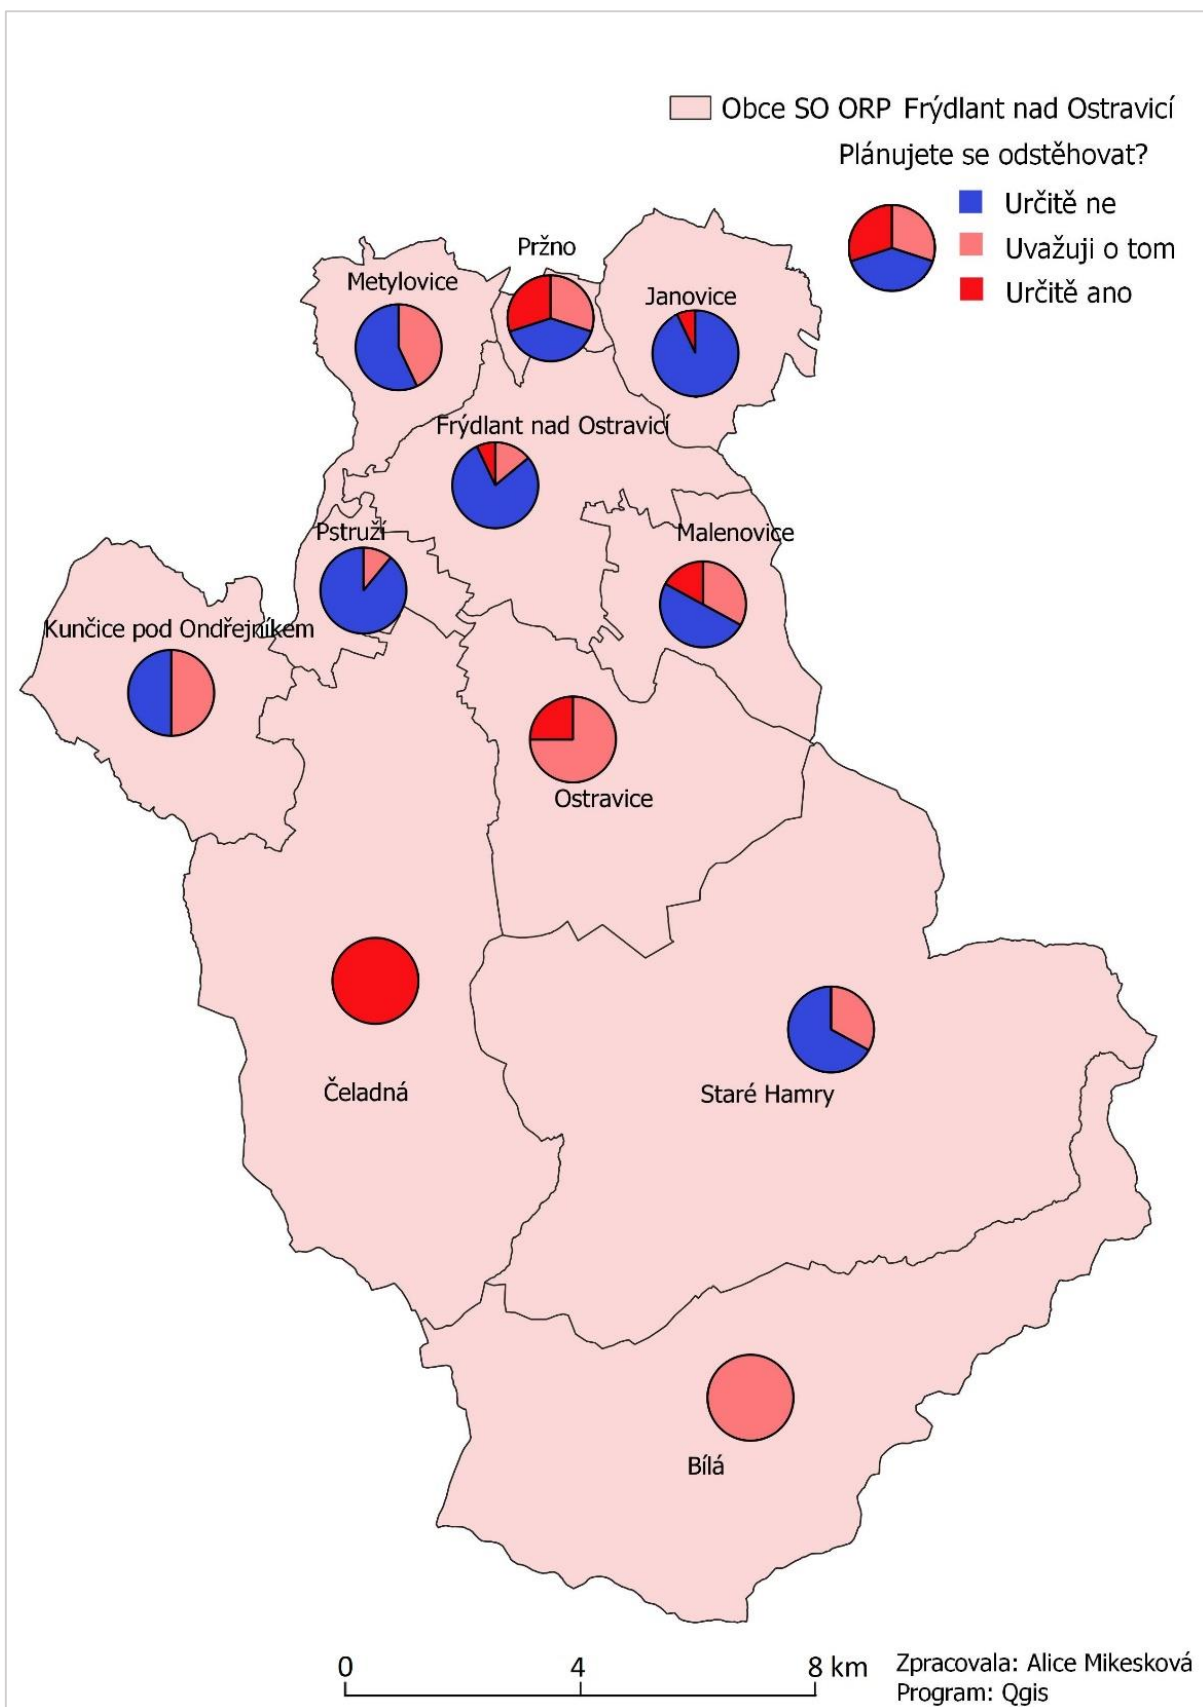 Obce SO ORP Frýdlant nad Ostravicí
Plánujete se odstěhovat?
Určitě ne
Uvažuji o tom
Určitě ano
Pržno
Metylovice
Janovice
Frýdlant nad Ostravicí
Pstruží
Malenovice
Kunčice pod Ondřejníkem
Ostravice
Čeladná
Staré Hamry
Bílá
0 4 8 km
Zpracovala: Alice Mikesková
Program: Qgis